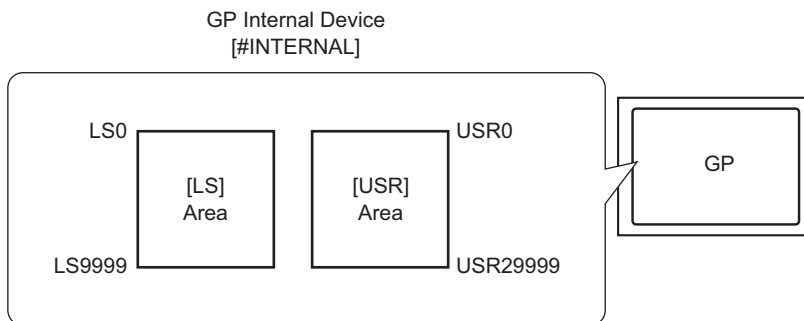 GP Internal Device
[#INTERNAL]
LS0
USR0
[LS]
Area
[USR]
Area
GP
LS9999
USR29999